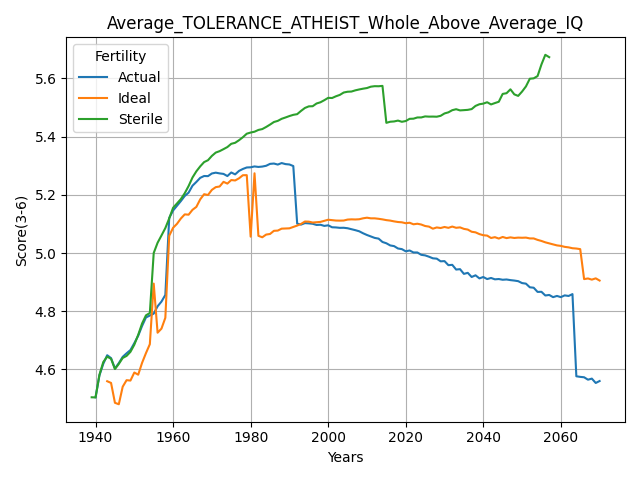 Average_TOLERANCE_ATHEIST_Whole_Above_Average_IQ
Fertility
Actual
Ideal
Sterile
Score(3-6)
5.6
5.4
5.2
5.0
4.8
4.6
1940 1960 1980 2000 2020 2040 2060
Years